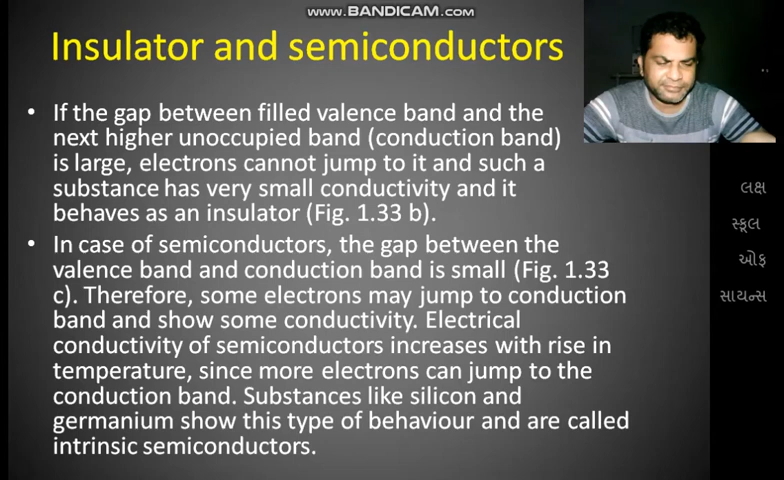 WWW.BANDICAM.COM
Insulator and semiconductors
• If the gap between filled valence band and the
next higher unoccupied band (conduction band)
is large, electrons cannot jump to it and such a
substance has very small conductivity and it
behaves as an insulator (Fig. 1.33 b).
• In case of semiconductors, the gap between the
valence band and conduction band is small (Fig. 1.33
c). Therefore, some electrons may jump to conduction
band and show some conductivity. Electrical
conductivity of semiconductors increases with rise in
temperature, since more electrons can jump to the
conduction band. Substances like silicon and
germanium show this type of behaviour and are called
intrinsic semiconductors.
લક્ષ
સ્કૂલ
ઓફ
સાયન્સ